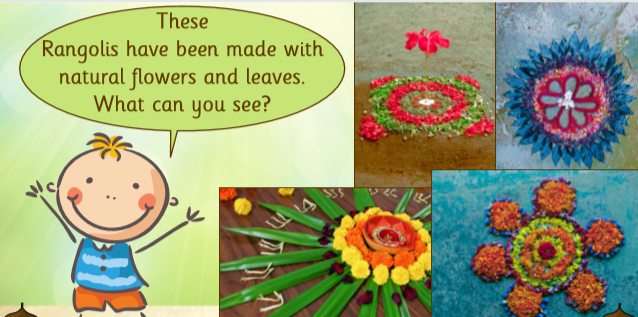 These
Rangolis have been made with
natural flowers and leaves.
What can you see?